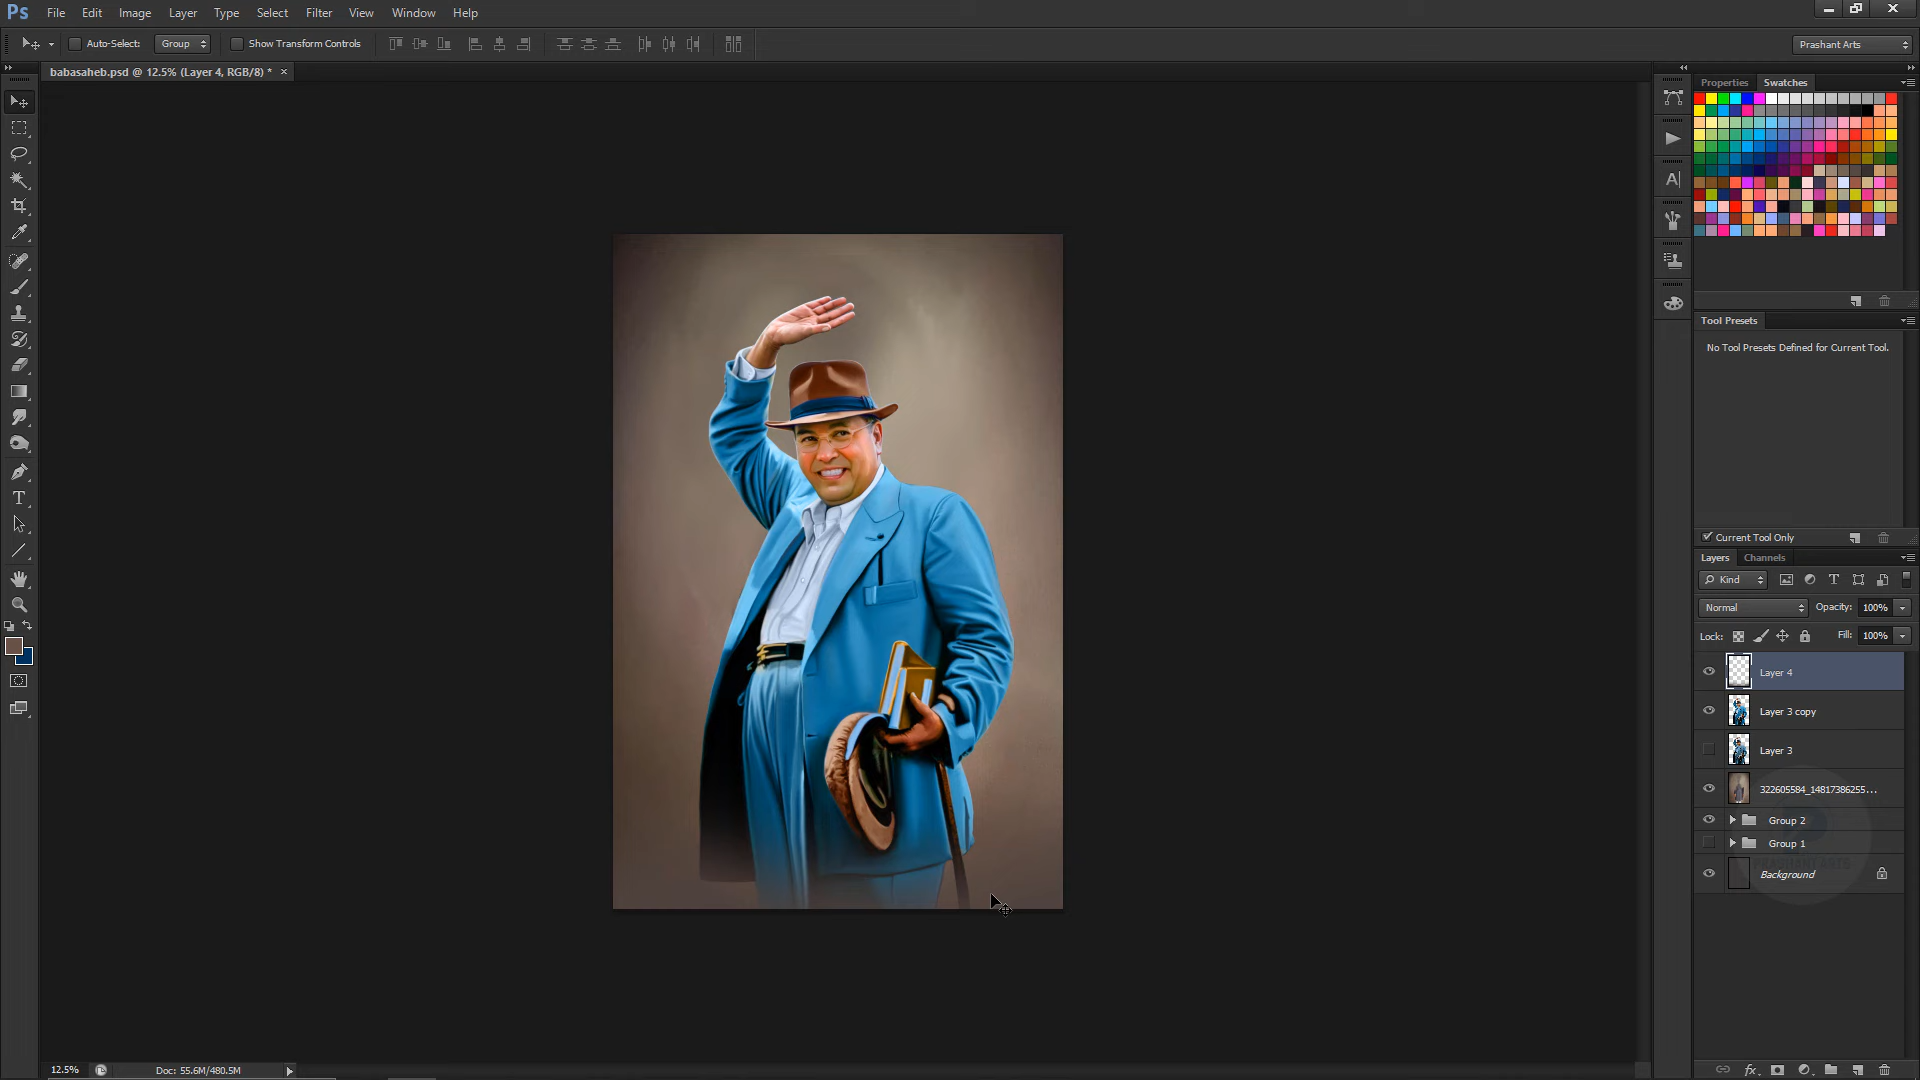 Ps File Edit Image Layer Type Select Filter View Window Help
Auto-Select: Group Show Transform Controls Prashant Arts
babasaheb.psd @ 12.5% (Layer 4, RGB/8) * ×
Properties Swatches
Tool Presets
No Tool Presets Defined for Current Tool.
Current Tool Only
Layers Channels
Kind
Normal Opacity: 100%
Lock: Fill: 100%
Layer 4
Layer 3 copy
Layer 3
322605584_14817386255...
Group 2
Group 1
PRASHANT ARTS
Background
12.5% Doc: 55.6M/480.5M